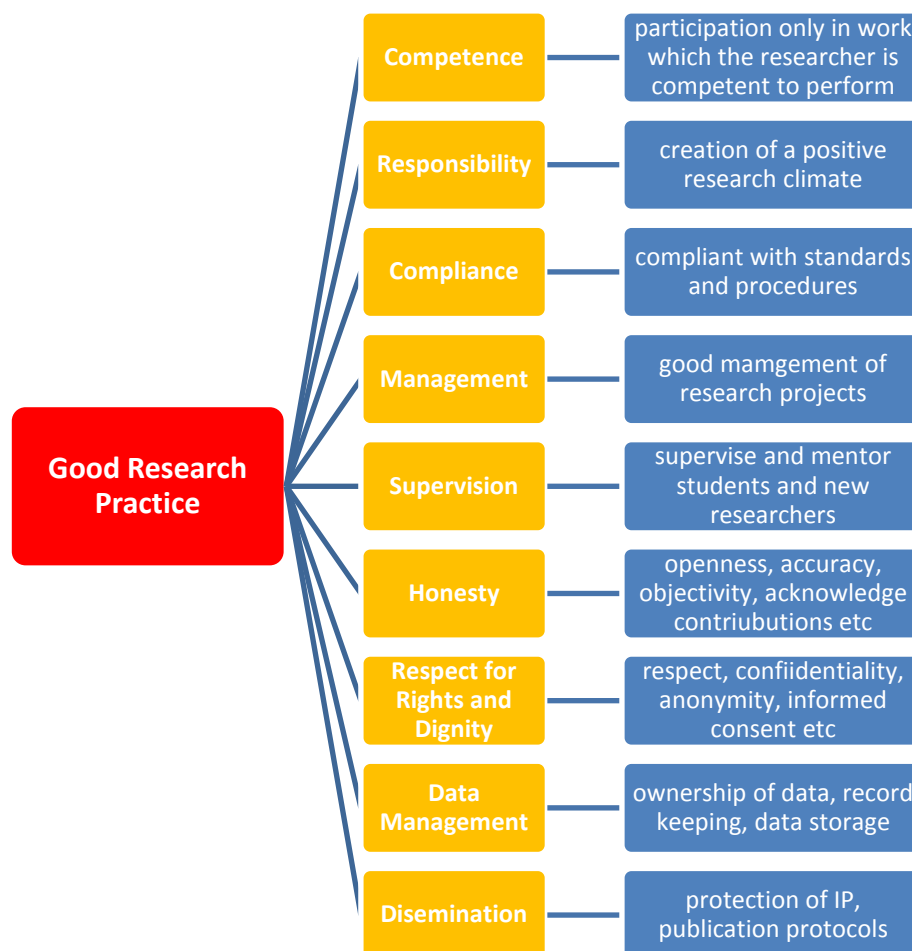 Good Research
Practice
Competence
participation only in work
which the researcher is
competent to perform
Responsibility
creation of a positive
research climate
Compliance
compliant with standards
and procedures
Management
good mamgement of
research projects
Supervision
supervise and mentor
students and new
researchers
Honesty
openness, accuracy,
objectivity, acknowledge
contriubutions etc
Respect for
Rights and
Dignity
respect, confiidentiality,
anonymity, informed
consent etc
Data
Management
ownership of data, record
keeping, data storage
Disemination
protection of IP,
publication protocols